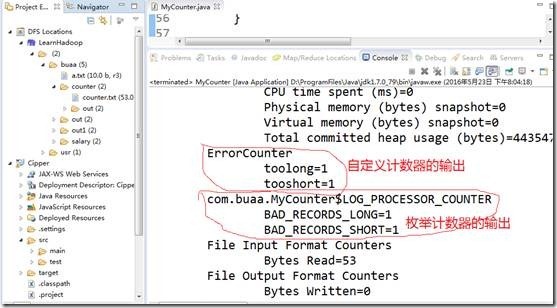 Project E...
Navigator
DFS Locations
LearnHadoop
(2)
buaa (5)
a.txt (10.0 b, r3)
counter (2)
counter.txt (53.0
out (2)
out (2)
out1 (2)
salary (2)
usr (1)
Cipper
JAX-WS Web Services
Deployment Descriptor: Cipper
Java Resources
JavaScript Resources
Deployed Resources
settings
src
main
test
target
.classpath
.project
MyCounter.java
56 }
57
Problems
Tasks
Javadoc
Map/Reduce Locations
Console
<terminated> MyCounter [Java Application] D:\ProgramFiles\Java\jdk1.7.0_79\bin\javaw.exe (2016年5月23日 下午8:04:18)
CPU time spent (ms)=0
Physical memory (bytes) snapshot=0
Virtual memory (bytes) snapshot=0
Total committed heap usage (bytes)=443547
ErrorCounter
toolong=1
tooshort=1
自定义计数器的输出
com.buaa.MyCounter$LOG_PROCESSOR_COUNTER
BAD_RECORDS_LONG=1
BAD_RECORDS_SHORT=1
枚举计数器的输出
File Input Format Counters
Bytes Read=53
File Output Format Counters
Bytes Written=0